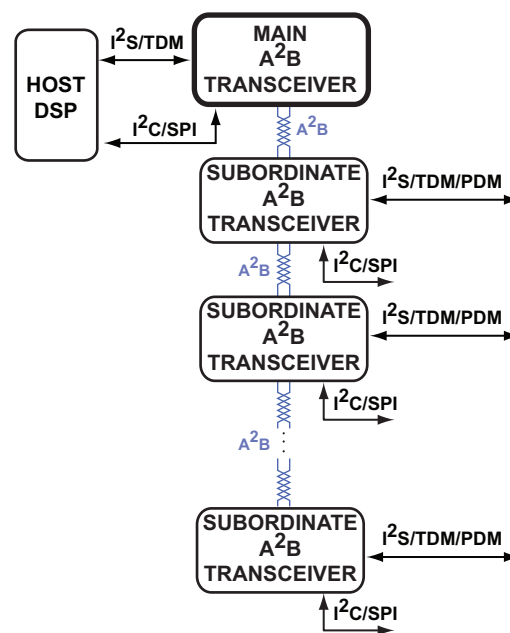 HOST
DSP
I²S/TDM
I²C/SPI
MAIN
A²B
TRANSCEIVER
A²B
SUBORDINATE
A²B
TRANSCEIVER
I²S/TDM/PDM
I²C/SPI
A²B
SUBORDINATE
A²B
TRANSCEIVER
I²S/TDM/PDM
I²C/SPI
A²B
SUBORDINATE
A²B
TRANSCEIVER
I²S/TDM/PDM
I²C/SPI